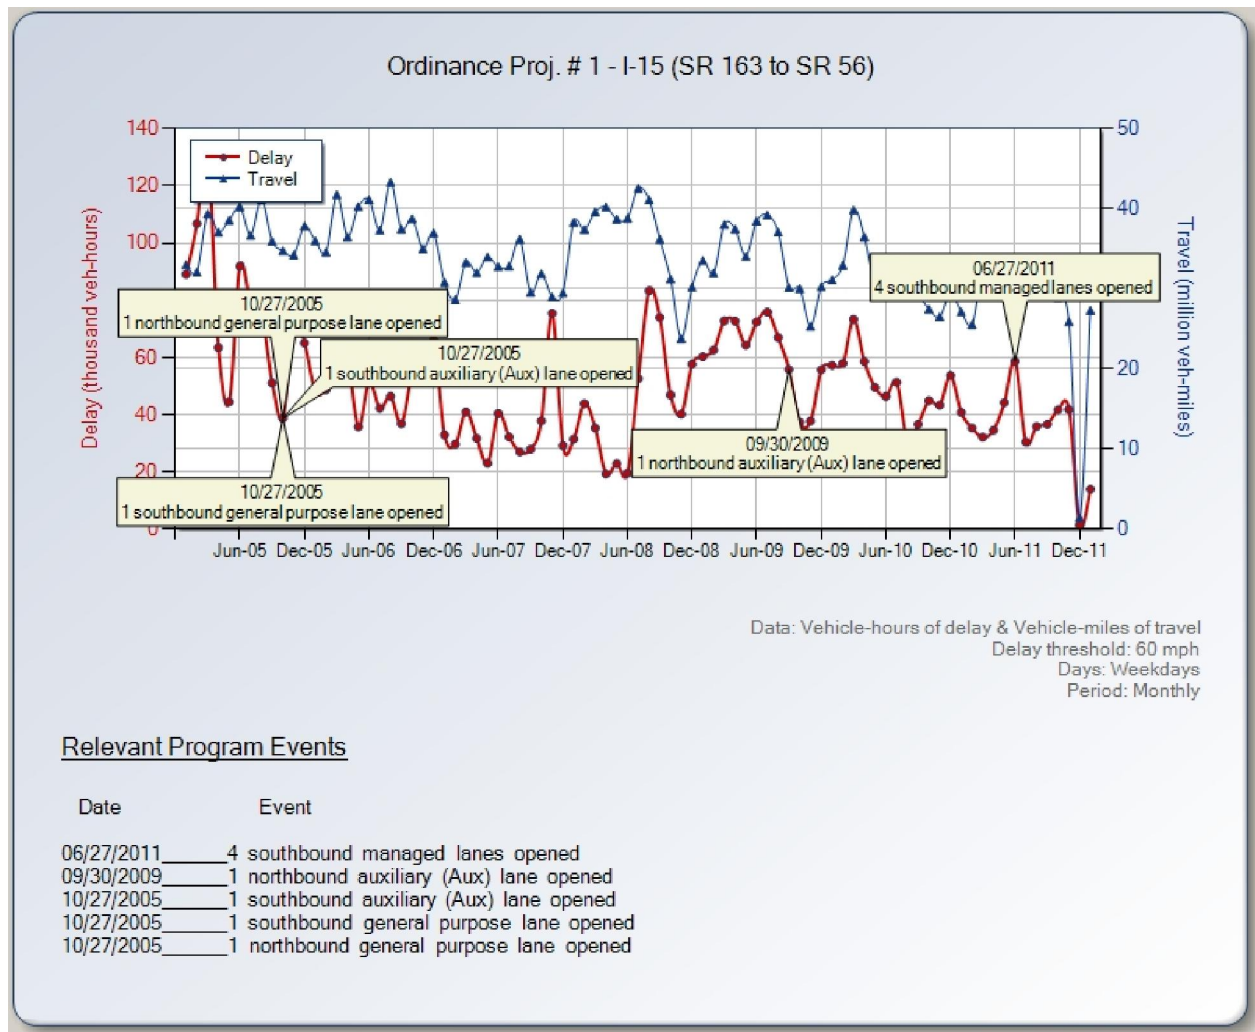 Ordinance Proj. # 1 - I-15 (SR 163 to SR 56)
Delay (thousand veh-hours)
140
120
100
60
40
20
0
Delay
Travel
10/27/2005
1 northbound general purpose lane opened
10/27/2005
1 southbound auxiliary (Aux) lane opened
10/27/2005
1 southbound general purpose lane opened
09/30/2009
1 northbound auxiliary (Aux) lane opened
06/27/2011
4 southbound managed lanes opened
50
40
20
10
0
Travel (million veh-miles)
Jun-05 Dec-05 Jun-06 Dec-06 Jun-07 Dec-07 Jun-08 Dec-08 Jun-09 Dec-09 Jun-10 Dec-10 Jun-11 Dec-11
Data: Vehicle-hours of delay & Vehicle-miles of travel
Delay threshold: 60 mph
Days: Weekdays
Period: Monthly
Relevant Program Events
Date Event
06/27/2011______4 southbound managed lanes opened
09/30/2009______1 northbound auxiliary (Aux) lane opened
10/27/2005______1 southbound auxiliary (Aux) lane opened
10/27/2005______1 southbound general purpose lane opened
10/27/2005______1 northbound general purpose lane opened